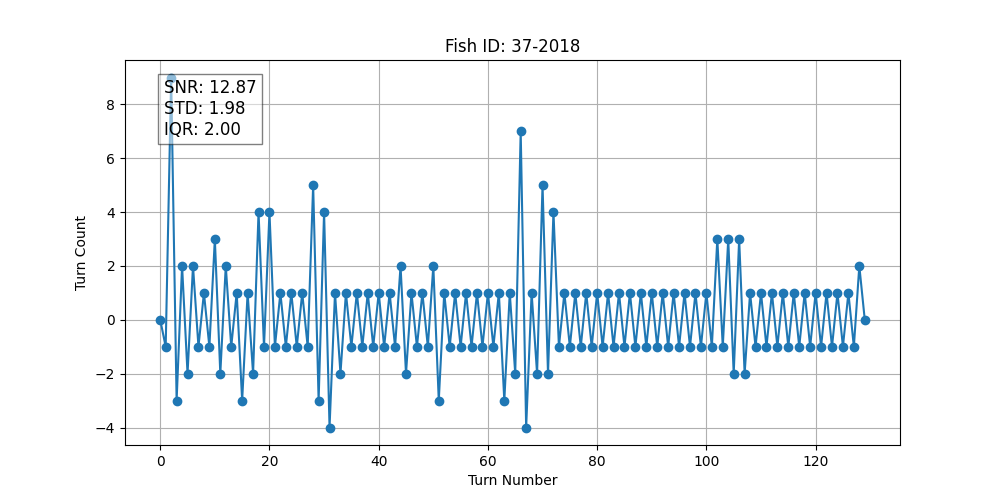 Fish ID: 37-2018
SNR: 12.87
STD: 1.98
IQR: 2.00
Turn Count
8
6
4
2
0
−2
−4
0 20 40 60 80 100 120
Turn Number